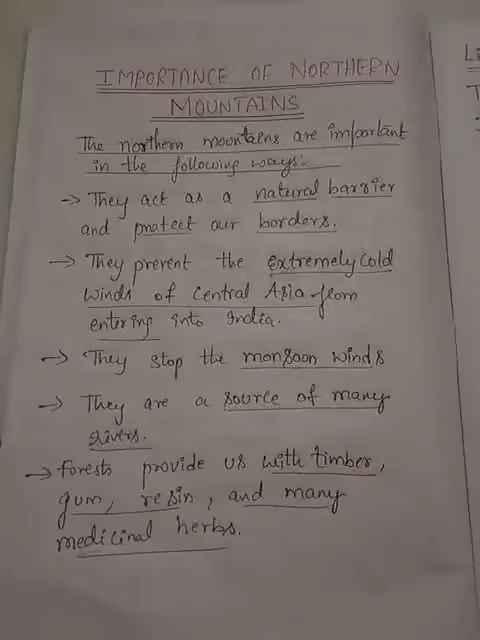 IMPORTANCE OF NORTHERN
MOUNTAINS
The northern mountains are important
in the following ways:
→ They act as a natural barrier
and protect our borders.
→ They prevent the extremely cold
winds of Central Asia from
entering into India.
→ They stop the monsoon winds
→ They are a source of many
rivers.
→ forests provide us with timber,
gum, resin, and many
medicinal herbs.